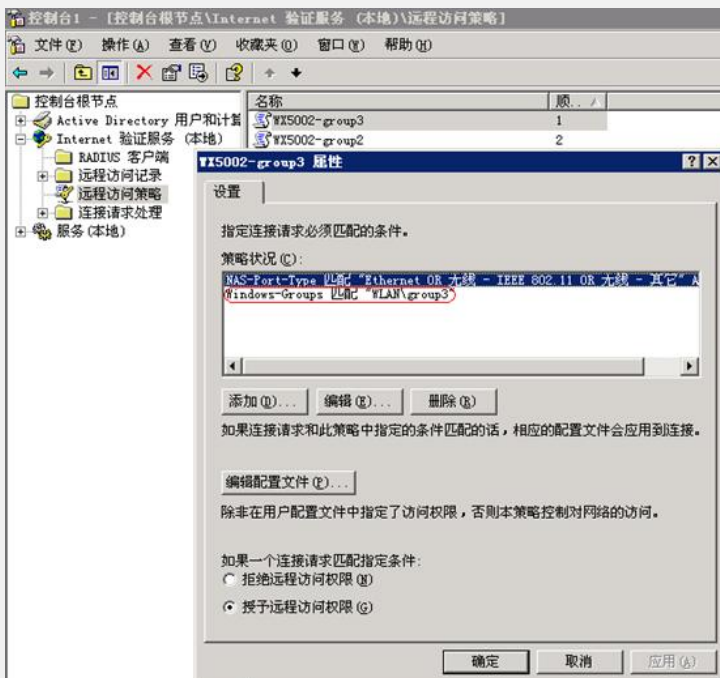 控制台1 - [控制台根节点\Internet 验证服务 (本地)\远程访问策略]
文件(F) 操作(A) 查看(V) 收藏夹(O) 窗口(W) 帮助(H)
控制台根节点
Active Directory 用户和计算
Internet 验证服务 (本地)
RADIUS 客户端
远程访问记录
远程访问策略
连接请求处理
服务(本地)
名称 顺..
WX5002-group3 1
WX5002-group2 2
WX5002-group3 属性
设置
指定连接请求必须匹配的条件。
策略状况(C):
NAS-Port-Type 匹配 "Ethernet OR 无线 - IEEE 802.11 OR 无线 - 其它" A
Windows-Groups 匹配 "WLAN\group3"
添加(D)... 编辑(E)... 删除(R)
如果连接请求和此策略中指定的条件匹配的话，相应的配置文件会应用到连接。
编辑配置文件(P)...
除非在用户配置文件中指定了访问权限，否则本策略控制对网络的访问。
如果一个连接请求匹配指定条件:
拒绝远程访问权限(N)
授予远程访问权限(G)
确定 取消 应用(A)